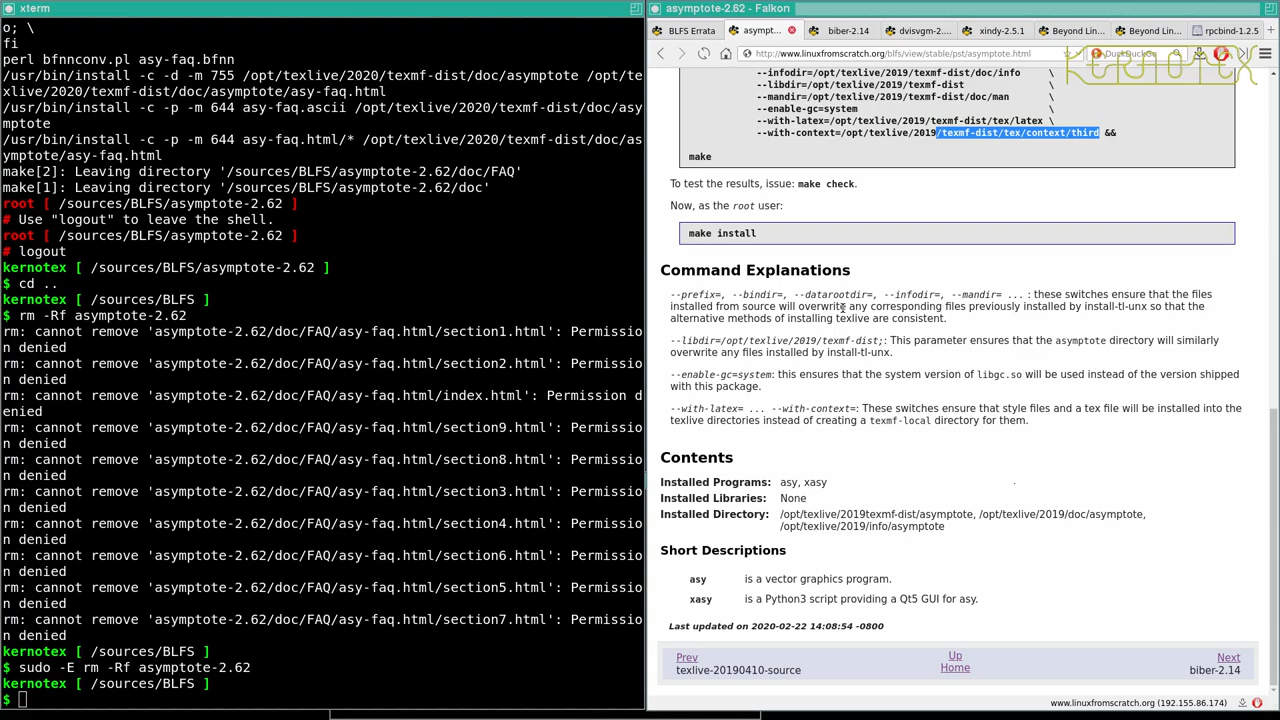 xterm
o; \
fi
perl bfnnconv.pl asy-faq.bfnn
/usr/bin/install -c -d -m 755 /opt/texlive/2020/texmf-dist/doc/asymptote /opt/te
xlive/2020/texmf-dist/doc/asymptote/asy-faq.html
/usr/bin/install -c -p -m 644 asy-faq.ascii /opt/texlive/2020/texmf-dist/doc/asy
mptote
/usr/bin/install -c -p -m 644 asy-faq.html/* /opt/texlive/2020/texmf-dist/doc/as
ymptote/asy-faq.html
make[2]: Leaving directory '/sources/BLFS/asymptote-2.62/doc/FAQ'
make[1]: Leaving directory '/sources/BLFS/asymptote-2.62/doc'
root [ /sources/BLFS/asymptote-2.62 ]
# Use "logout" to leave the shell.
root [ /sources/BLFS/asymptote-2.62 ]
# logout
kernotex [ /sources/BLFS/asymptote-2.62 ]
$ cd ..
kernotex [ /sources/BLFS ]
$ rm -Rf asymptote-2.62
rm: cannot remove 'asymptote-2.62/doc/FAQ/asy-faq.html/section1.html': Permissio
n denied
rm: cannot remove 'asymptote-2.62/doc/FAQ/asy-faq.html/section2.html': Permissio
n denied
rm: cannot remove 'asymptote-2.62/doc/FAQ/asy-faq.html/index.html': Permission d
enied
rm: cannot remove 'asymptote-2.62/doc/FAQ/asy-faq.html/section9.html': Permissio
n denied
rm: cannot remove 'asymptote-2.62/doc/FAQ/asy-faq.html/section8.html': Permissio
n denied
rm: cannot remove 'asymptote-2.62/doc/FAQ/asy-faq.html/section3.html': Permissio
n denied
rm: cannot remove 'asymptote-2.62/doc/FAQ/asy-faq.html/section4.html': Permissio
n denied
rm: cannot remove 'asymptote-2.62/doc/FAQ/asy-faq.html/section6.html': Permissio
n denied
rm: cannot remove 'asymptote-2.62/doc/FAQ/asy-faq.html/section5.html': Permissio
n denied
rm: cannot remove 'asymptote-2.62/doc/FAQ/asy-faq.html/section7.html': Permissio
n denied
kernotex [ /sources/BLFS ]
$ sudo -E rm -Rf asymptote-2.62
kernotex [ /sources/BLFS ]
$
asymptote-2.62 - Falkon
BLFS Errata asympt... biber-2.14 dvisvgm-2.... xindy-2.5.1 Beyond Lin... Beyond Lin... rpcbind-1.2.5
http://www.linuxfromscratch.org/blfs/view/stable/pst/asymptote.html DuckDuckGo
KERNOTEX
--infodir=/opt/texlive/2019/texmf-dist/doc/info \
--libdir=/opt/texlive/2019/texmf-dist \
--mandir=/opt/texlive/2019/texmf-dist/doc/man \
--enable-gc=system \
--with-latex=/opt/texlive/2019/texmf-dist/tex/latex \
--with-context=/opt/texlive/2019/texmf-dist/tex/context/third &&
make
To test the results, issue: make check.
Now, as the root user:
make install
Command Explanations
--prefix=, --bindir=, --datarootdir=, --infodir=, --mandir= ... : these switches ensure that the files
installed from source will overwrite any corresponding files previously installed by install-tl-unx so that the
alternative methods of installing texlive are consistent.
--libdir=/opt/texlive/2019/texmf-dist;: This parameter ensures that the asymptote directory will similarly
overwrite any files installed by install-tl-unx.
--enable-gc=system: this ensures that the system version of libgc.so will be used instead of the version shipped
with this package.
--with-latex= ... --with-context=: These switches ensure that style files and a tex file will be installed into the
texlive directories instead of creating a texmf-local directory for them.
Contents
Installed Programs: asy, xasy
Installed Libraries: None
Installed Directory: /opt/texlive/2019texmf-dist/asymptote, /opt/texlive/2019/doc/asymptote,
/opt/texlive/2019/info/asymptote
Short Descriptions
asy is a vector graphics program.
xasy is a Python3 script providing a Qt5 GUI for asy.
Last updated on 2020-02-22 14:08:54 -0800
Prev Up Next
texlive-20190410-source Home biber-2.14
www.linuxfromscratch.org (192.155.86.174)